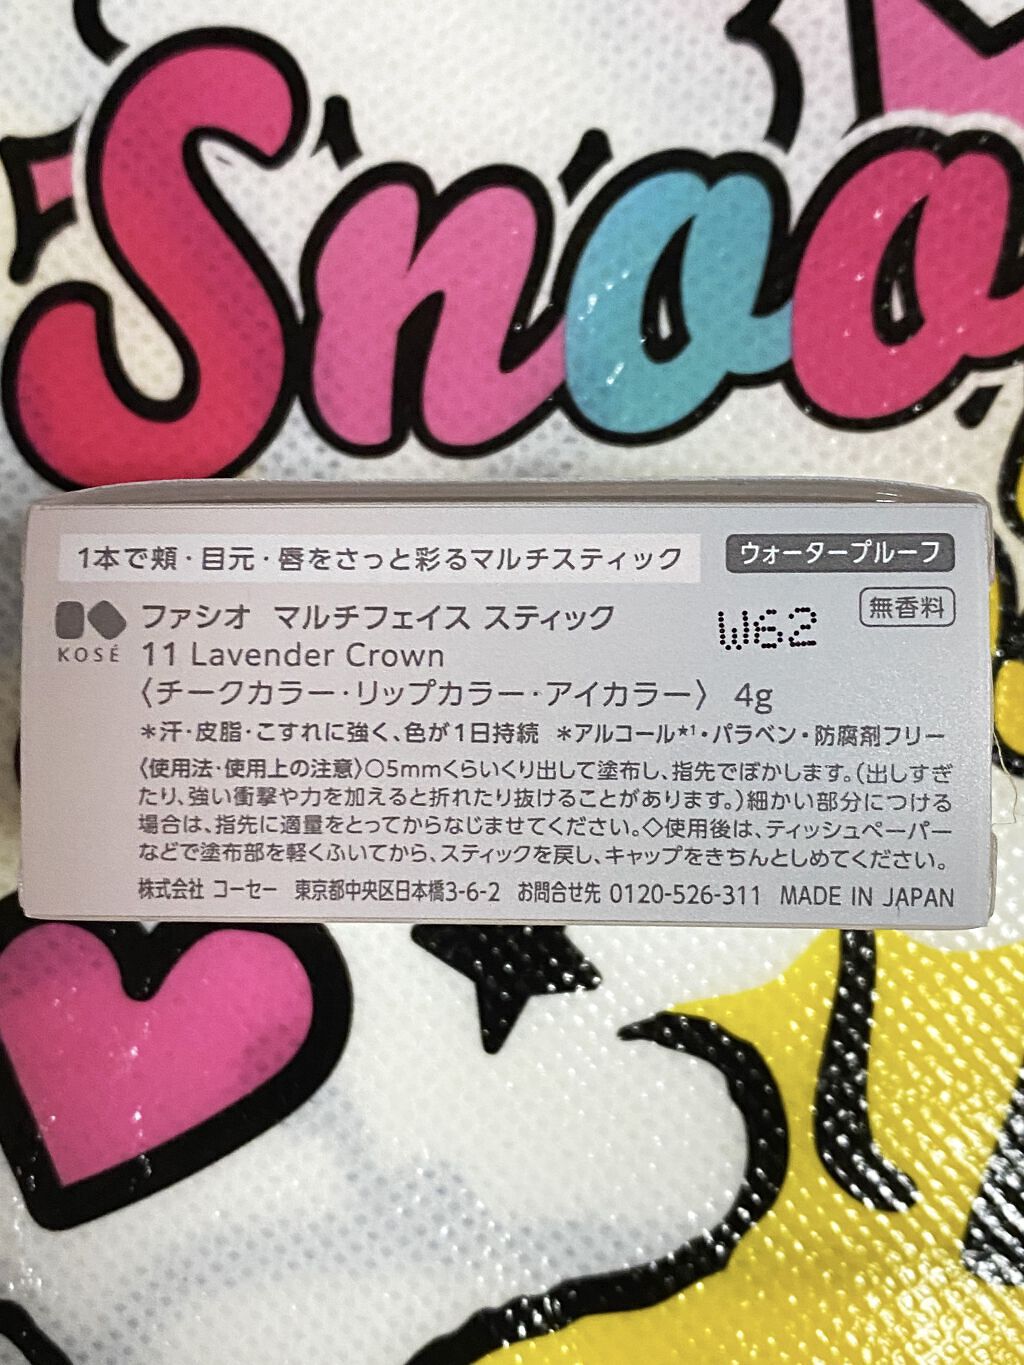 Snoo
1本で頬・目元・唇をさっと彩るマルチスティック
ウォータープルーフ
ファシオ マルチフェイス スティック
W62
無香料
KOSÉ
11 Lavender Crown
〈チークカラー・リップカラー・アイカラー〉 4g
＊汗・皮脂・こすれに強く、色が1日持続 ＊アルコール★1・パラベン・防腐剤フリー
〈使用法・使用上の注意〉○5mmくらいくり出して塗布し、指先でぼかします。(出しすぎ
たり、強い衝撃や力を加えると折れたり抜けることがあります。)細かい部分につける
場合は、指先に適量をとってからなじませてください。◇使用後は、ティッシュペーパー
などで塗布部を軽くふいてから、スティックを戻し、キャップをきちんとしめてください。
株式会社 コーセー 東京都中央区日本橋3-6-2 お問合せ先 0120-526-311 MADE IN JAPAN